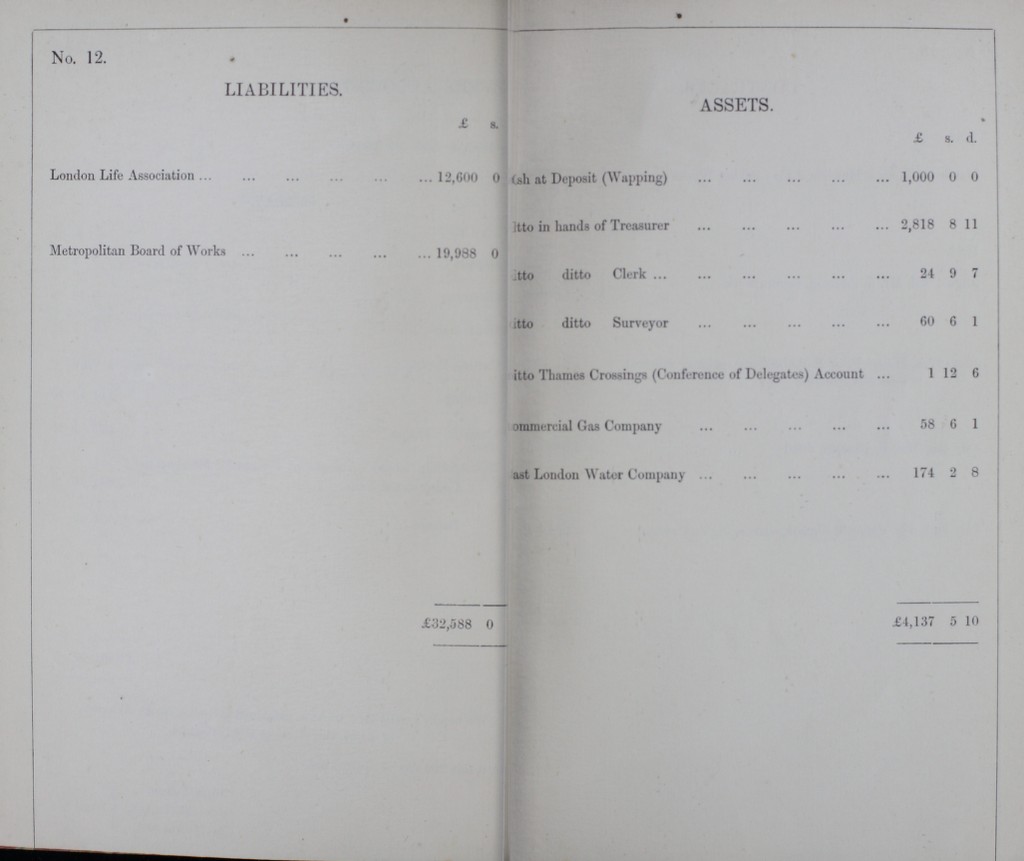 No. 12.
LIABILITIES.
£ s.
London Life Association ... ... ... ... ... ... 12,600 0
Metropolitan Board of Works ... ... ... ... ... 19,988 0
£32,588 0
ASSETS.
£ s. d.
sh at Deposit (Wapping) ... ... ... ... ... 1,000 0 0
itto in hands of Treasurer ... ... ... ... ... 2,818 8 11
itto ditto Clerk ... ... ... ... ... ... 24 9 7
itto ditto Surveyor ... ... ... ... ... 60 6 1
itto Thames Crossings (Conference of Delegates) Account ... 1 12 6
ommercial Gas Company ... ... ... ... ... 58 6 1
ast London Water Company ... ... ... ... ... 174 2 8
£4,137 5 10